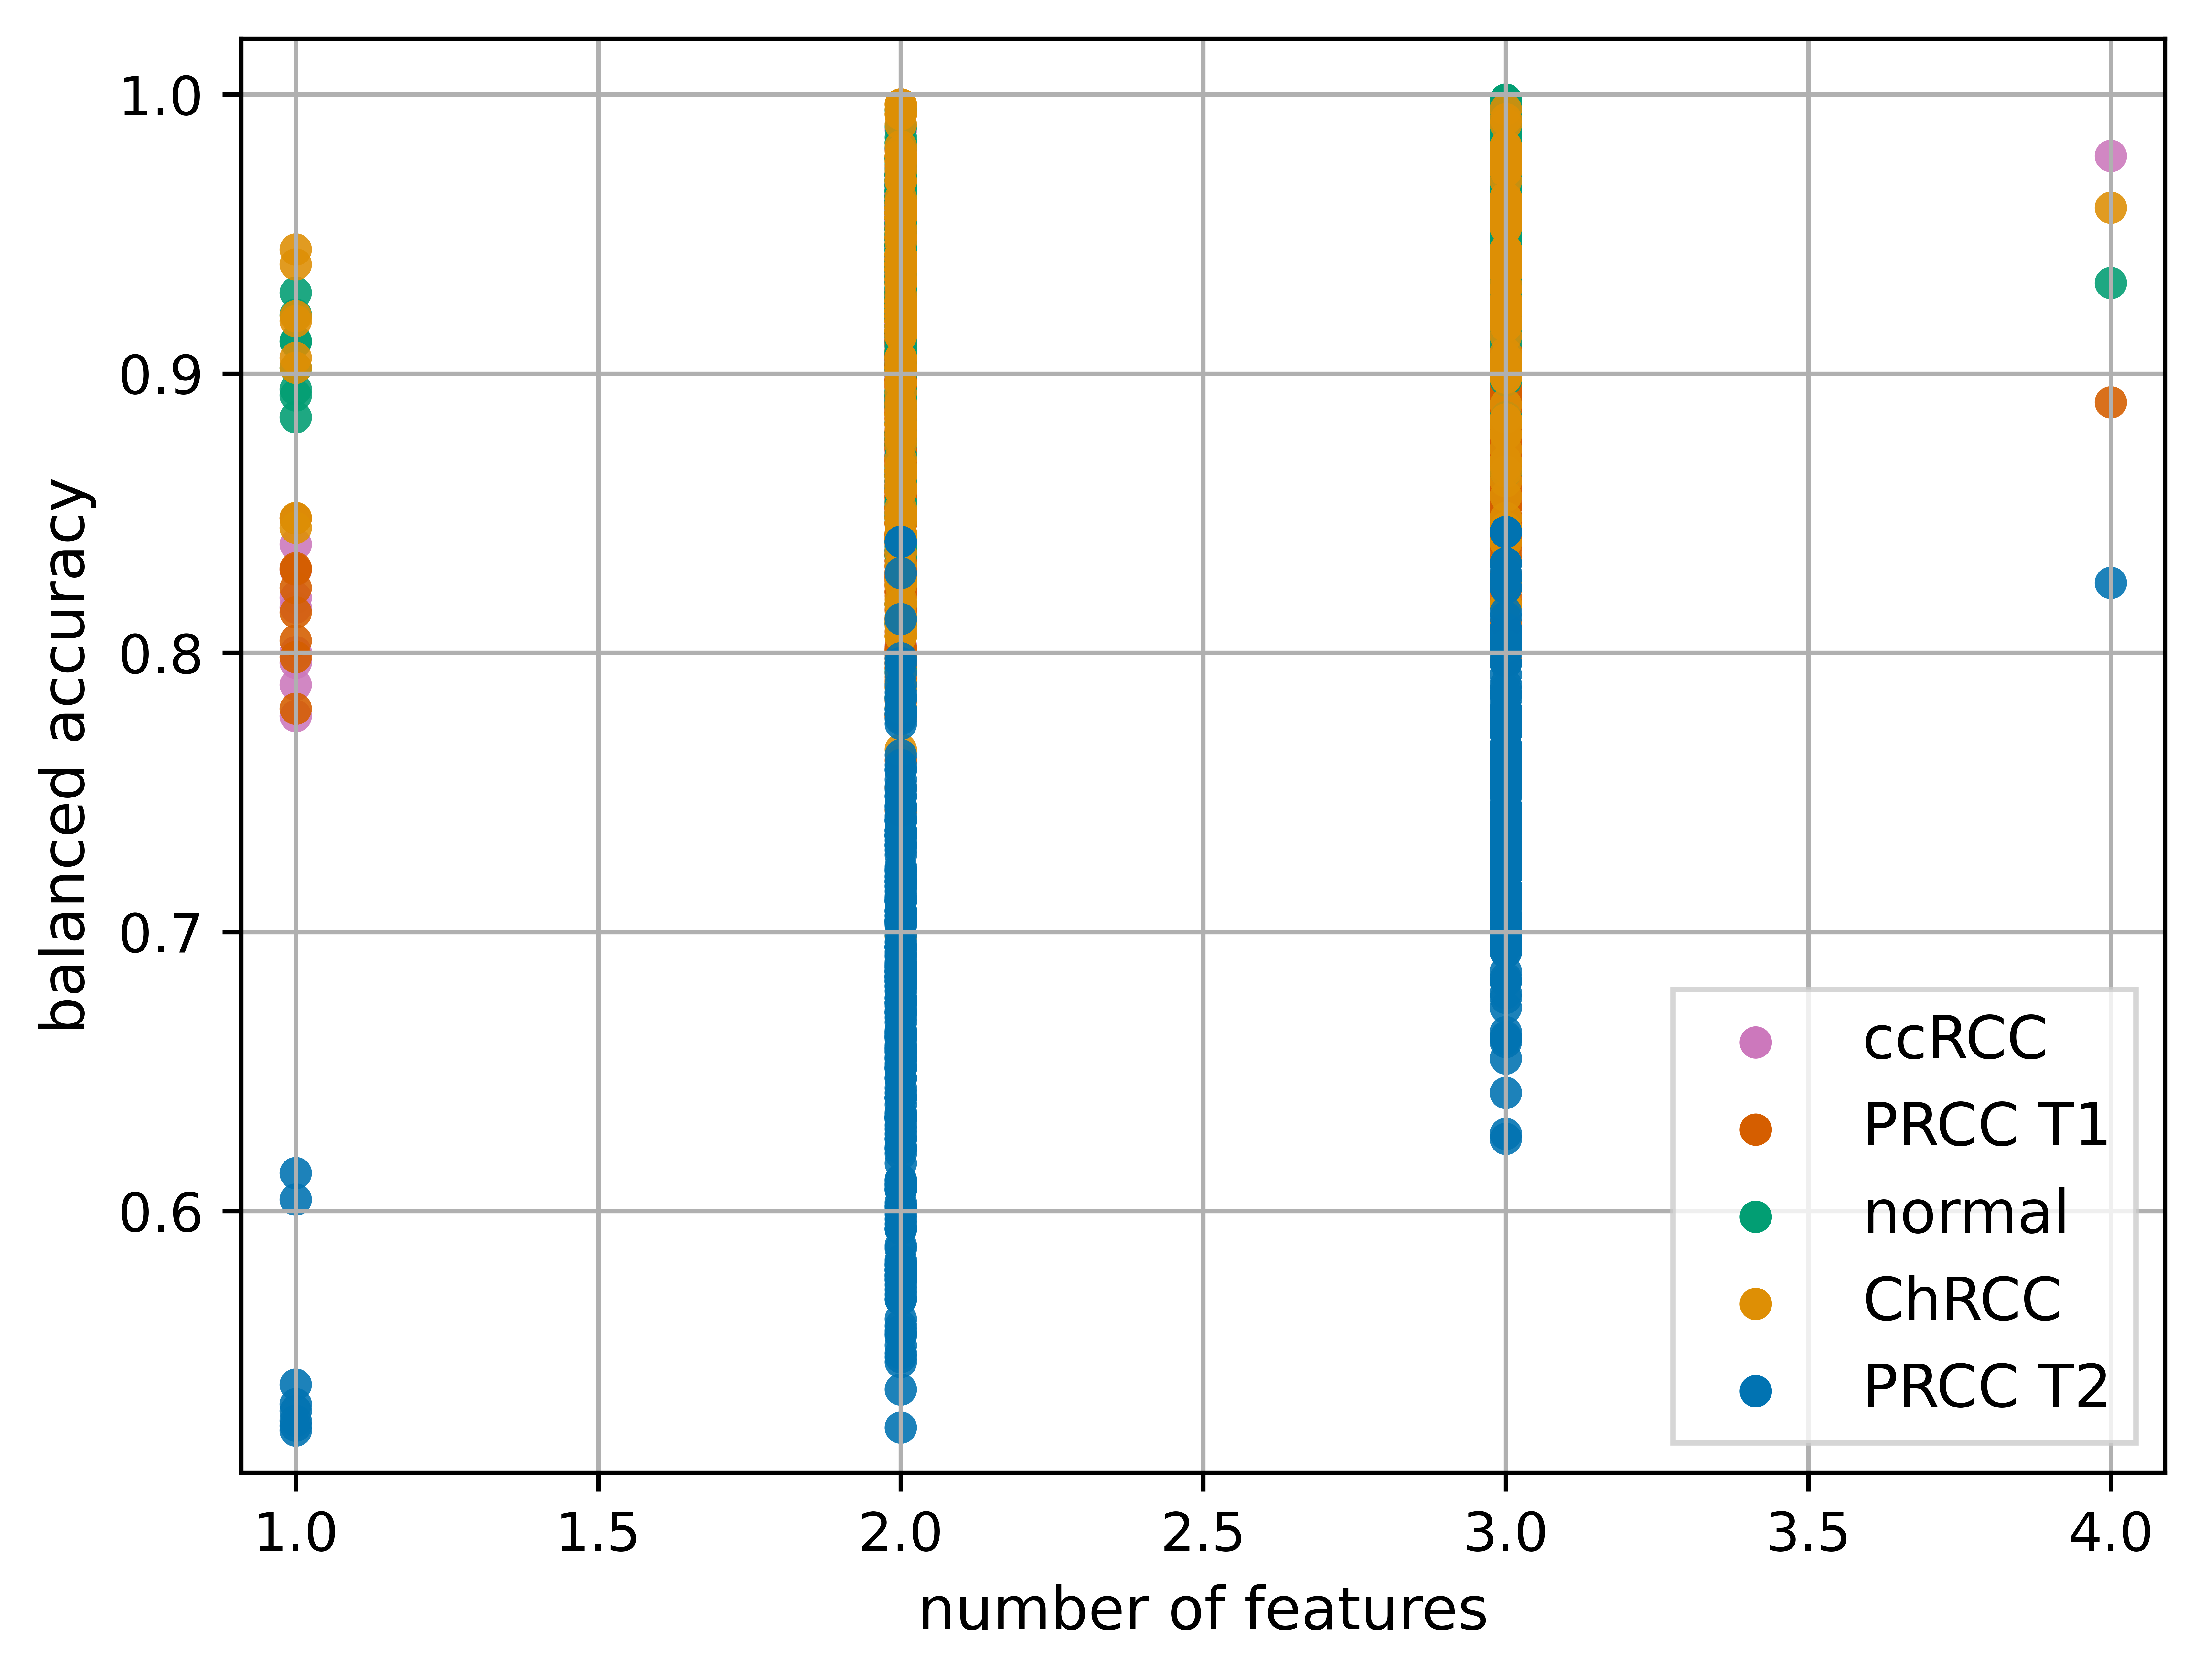 1.0
0.9
0.8
0.7
0.6
balanced accuracy
ccRCC
PRCC T1
normal
ChRCC
PRCC T2
1.0 1.5 2.0 2.5 3.0 3.5 4.0
number of features